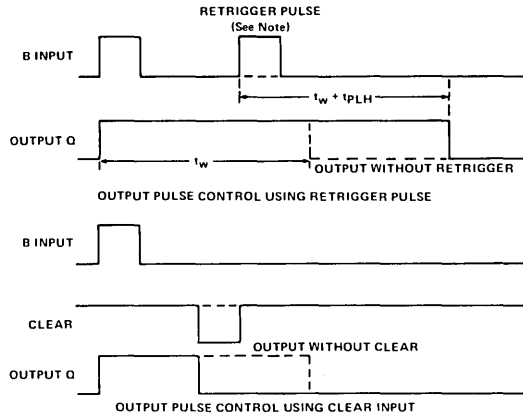 RETRIGGER PULSE
(See Note)
B INPUT
tw + tPLH
OUTPUT Q
tw
OUTPUT WITHOUT RETRIGGER
OUTPUT PULSE CONTROL USING RETRIGGER PULSE
B INPUT
CLEAR
OUTPUT WITHOUT CLEAR
OUTPUT Q
OUTPUT PULSE CONTROL USING CLEAR INPUT